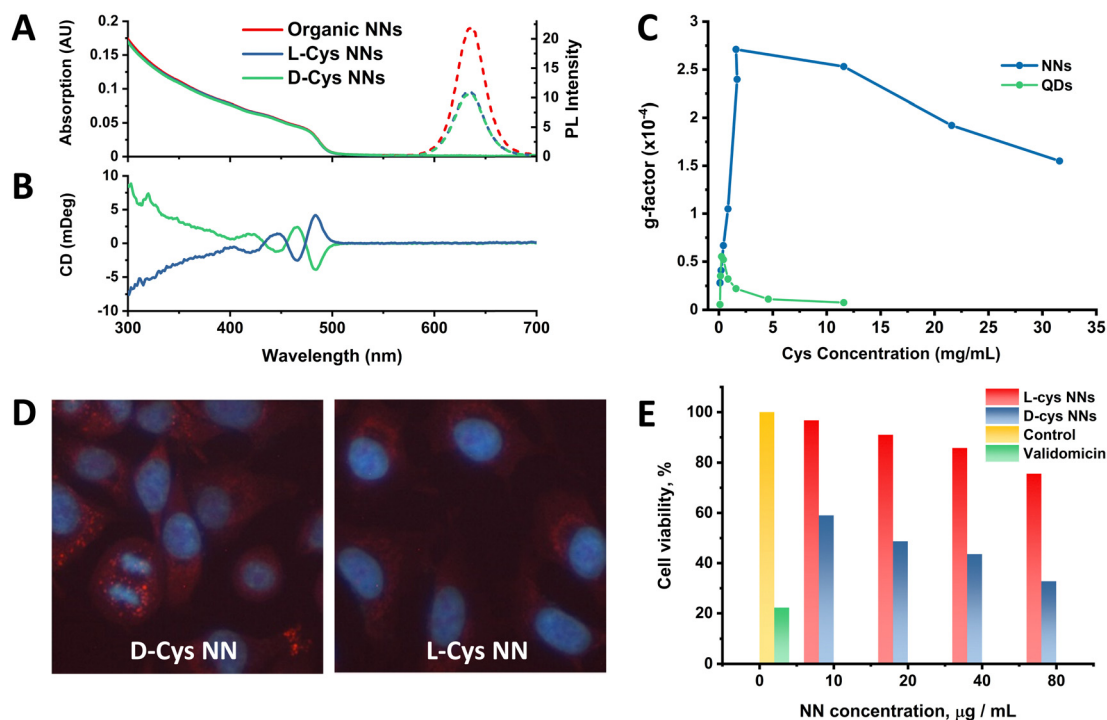 A
Organic NNs
L-Cys NNs
D-Cys NNs
Absorption (AU)
0.2
0.15
0.1
0.05
0
PL Intensity
20
15
10
5
0
B
CD (mDeg)
10
5
0
-5
-10
300
400
500
600
700
Wavelength (nm)
C
g-factor (x10⁻⁴)
3
2.5
2
1.5
1
0.5
0
NNs
QDs
0
5
10
15
20
25
30
35
Cys Concentration (mg/mL)
D
D-Cys NN
L-Cys NN
E
Cell viability, %
100
80
60
40
20
0
L-cys NNs
D-cys NNs
Control
Validomicin
0
10
20
40
80
NN concentration, μg / mL